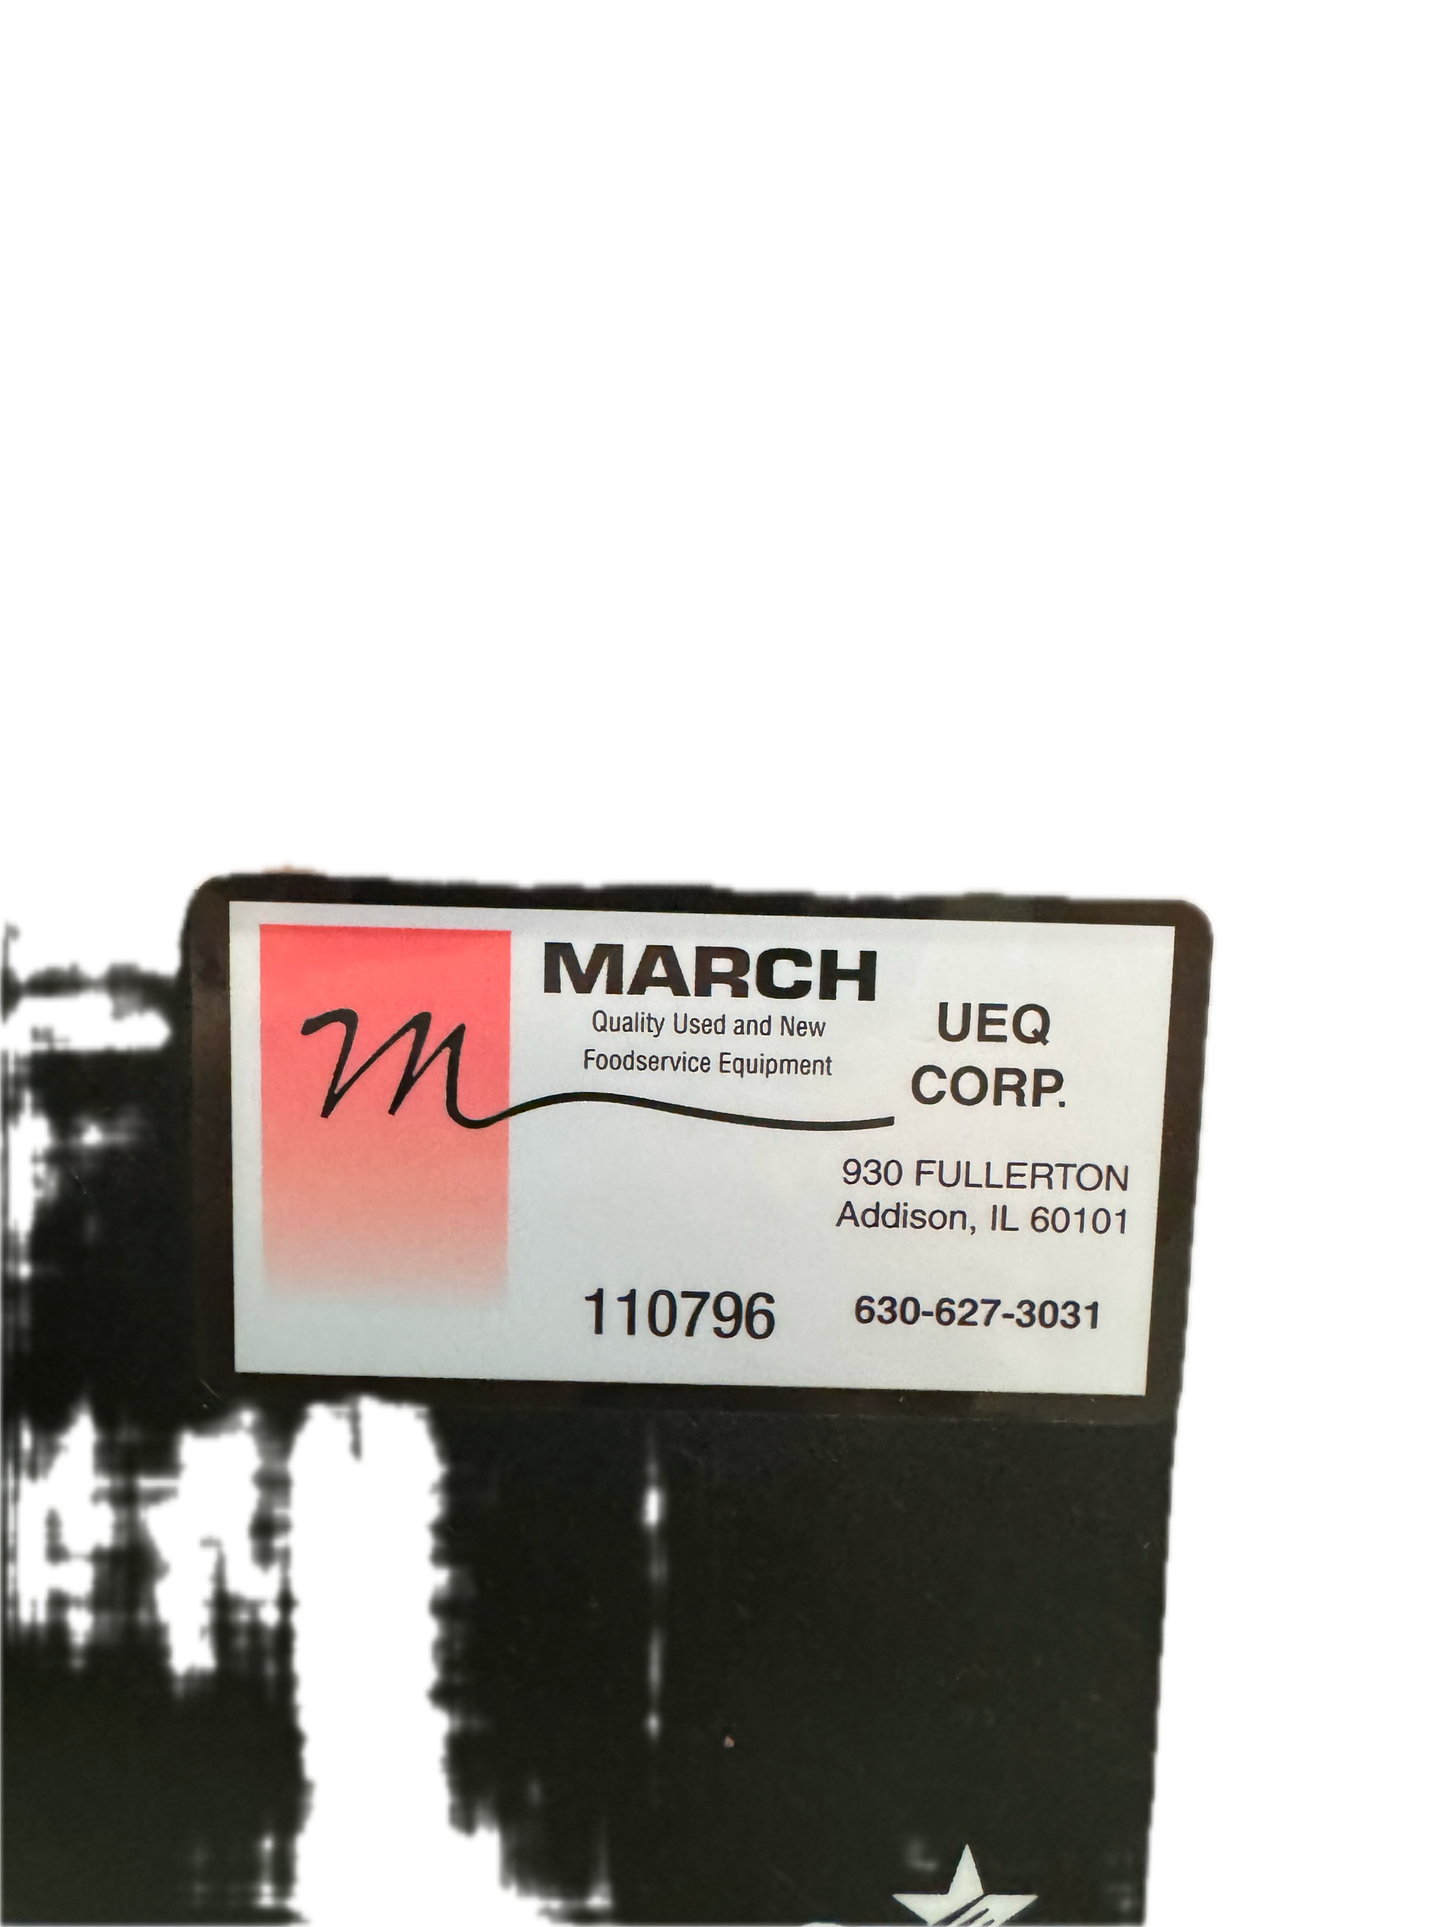 m
MARCH
Quality Used and New
Foodservice Equipment
UEQ
CORP.
930 FULLERTON
Addison, IL 60101
110796
630-627-3031